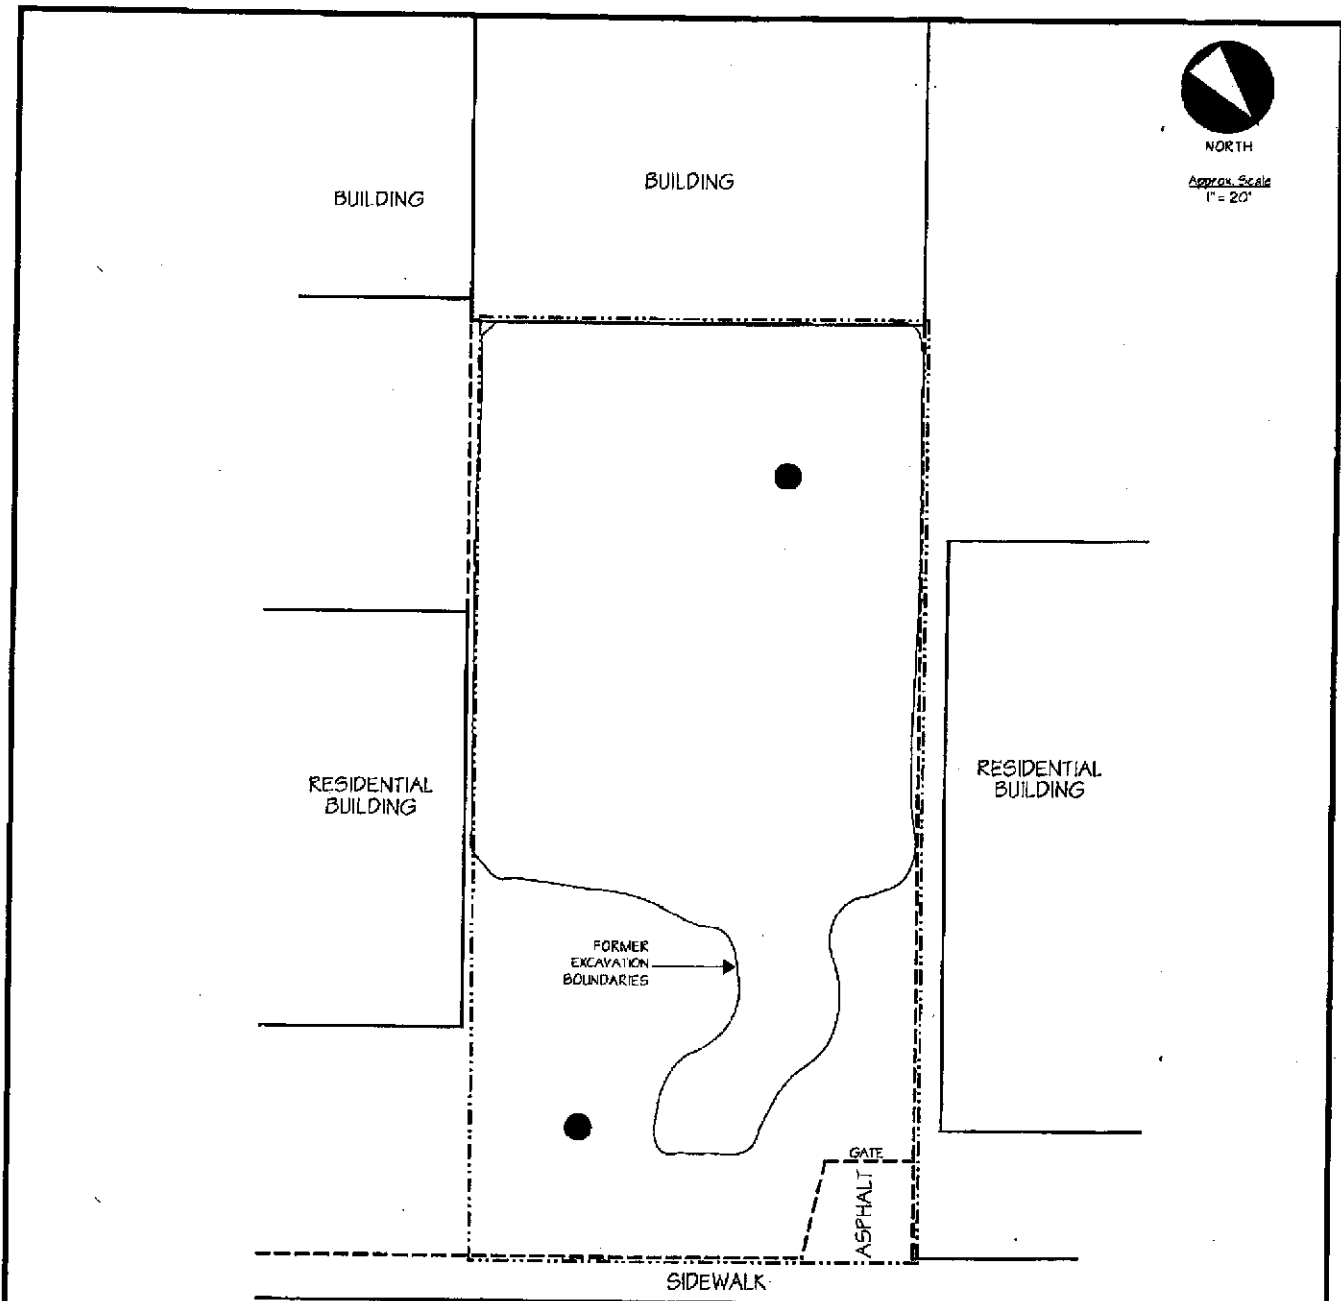 NORTH
Approx. Scale
1" = 20'
BUILDING
BUILDING
RESIDENTIAL
BUILDING
RESIDENTIAL
BUILDING
FORMER
EXCAVATION
BOUNDARIES
GATE
ASPHALT
SIDEWALK